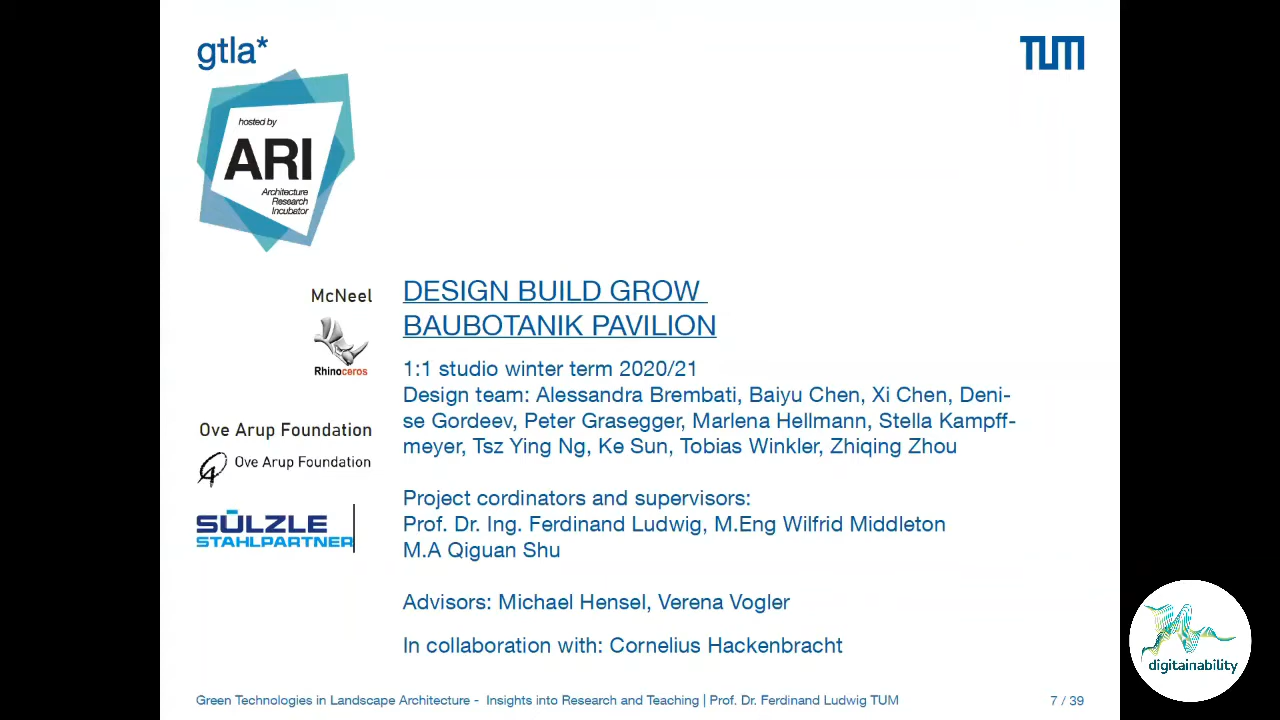 gtla*
TUM
hosted by
ARI
Architecture
Research
Incubator
McNeel
Rhinoceros
Ove Arup Foundation
Ove Arup Foundation
SÜLZLE
STAHLPARTNER
DESIGN BUILD GROW
BAUBOTANIK PAVILION
1:1 studio winter term 2020/21
Design team: Alessandra Brembati, Baiyu Chen, Xi Chen, Deni-
se Gordeev, Peter Grasegger, Marlena Hellmann, Stella Kampff-
meyer, Tsz Ying Ng, Ke Sun, Tobias Winkler, Zhiqing Zhou
Project cordinators and supervisors:
Prof. Dr. Ing. Ferdinand Ludwig, M.Eng Wilfrid Middleton
M.A Qiguan Shu
Advisors: Michael Hensel, Verena Vogler
In collaboration with: Cornelius Hackenbracht
digitainability
Green Technologies in Landscape Architecture - Insights into Research and Teaching | Prof. Dr. Ferdinand Ludwig TUM
7 / 39